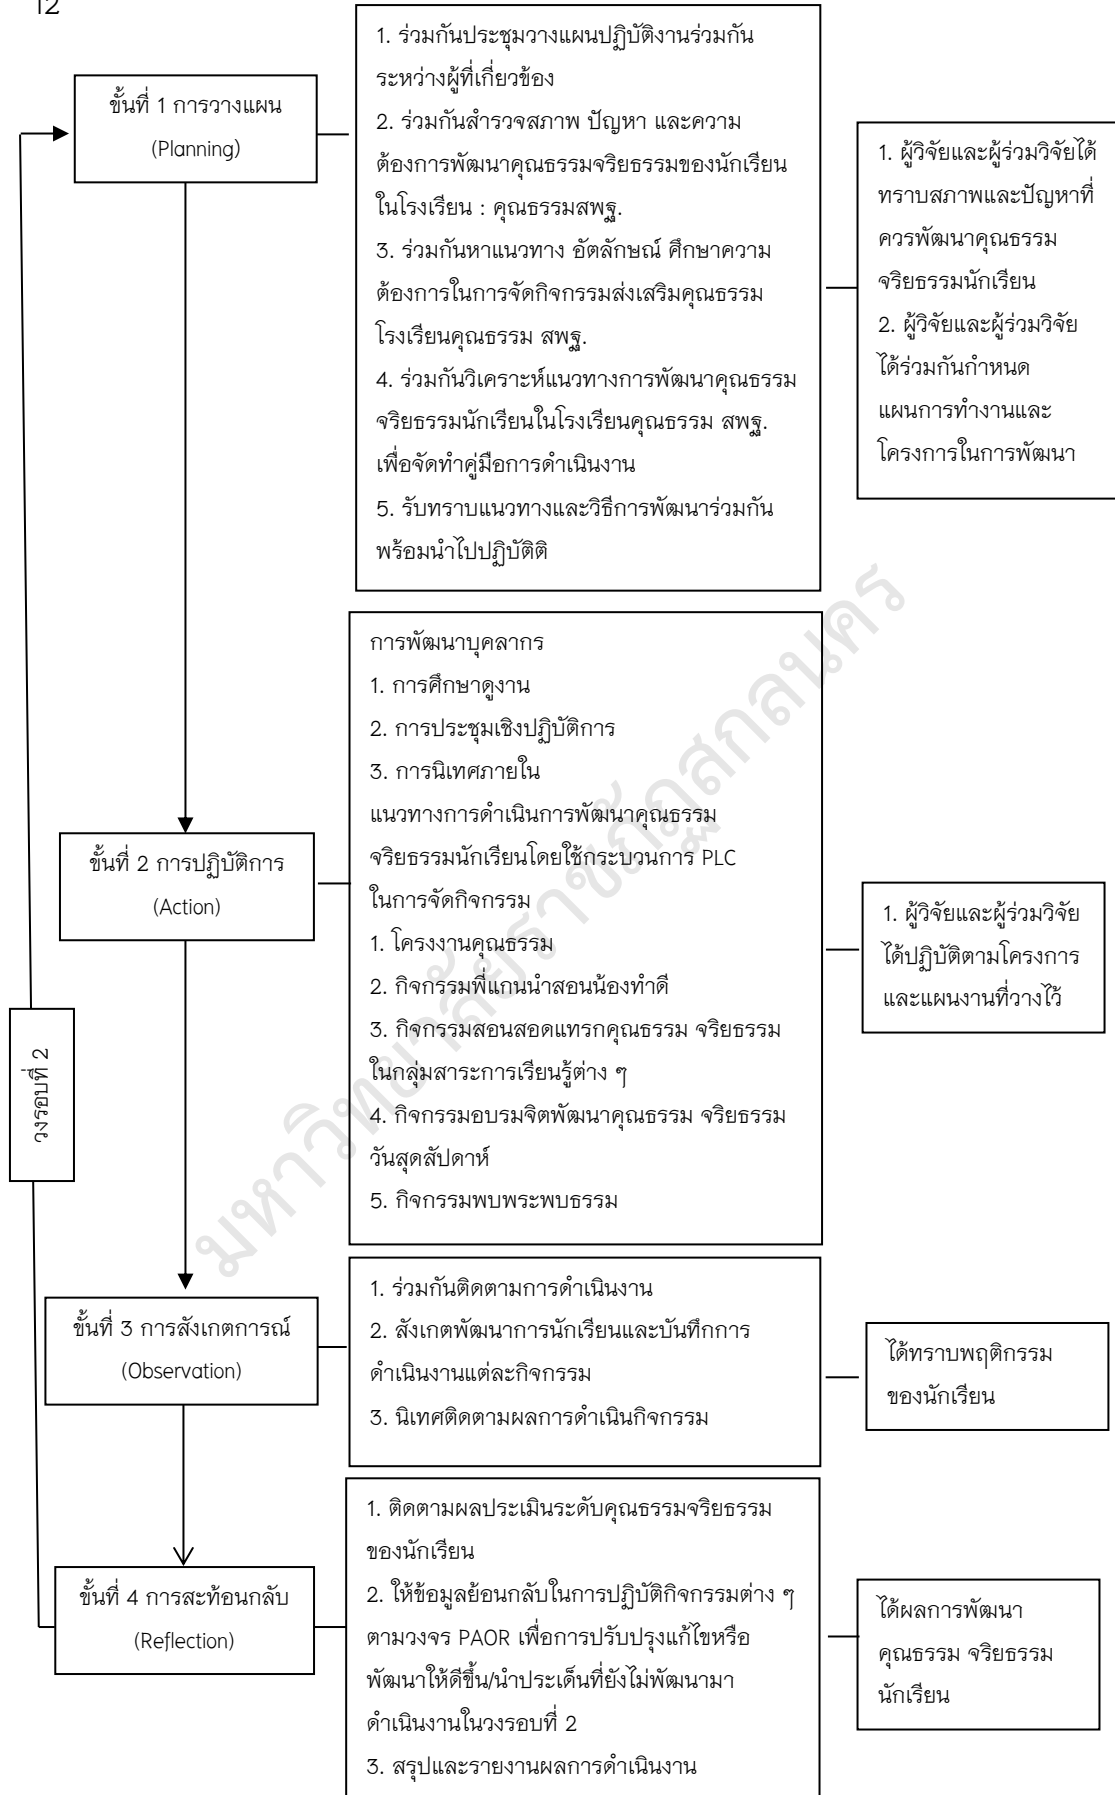 12
ขั้นที่ 1 การวางแผน
(Planning)
1. ร่วมกันประชุมวางแผนปฏิบัติงานร่วมกัน
ระหว่างผู้ที่เกี่ยวข้อง
2. ร่วมกันสำรวจสภาพ ปัญหา และความ
ต้องการพัฒนาคุณธรรมจริยธรรมของนักเรียน
ในโรงเรียน : คุณธรรมสพฐ.
3. ร่วมกันหาแนวทาง อัตลักษณ์ ศึกษาความ
ต้องการในการจัดกิจกรรมส่งเสริมคุณธรรม
โรงเรียนคุณธรรม สพฐ.
4. ร่วมกันวิเคราะห์แนวทางการพัฒนาคุณธรรม
จริยธรรมนักเรียนในโรงเรียนคุณธรรม สพฐ.
เพื่อจัดทำคู่มือการดำเนินงาน
5. รับทราบแนวทางและวิธีการพัฒนาร่วมกัน
พร้อมนำไปปฏิบัติติ
1. ผู้วิจัยและผู้ร่วมวิจัยได้
ทราบสภาพและปัญหาที่
ควรพัฒนาคุณธรรม
จริยธรรมนักเรียน
2. ผู้วิจัยและผู้ร่วมวิจัย
ได้ร่วมกันกำหนด
แผนการทำงานและ
โครงการในการพัฒนา
ขั้นที่ 2 การปฏิบัติการ
(Action)
การพัฒนาบุคลากร
1. การศึกษาดูงาน
2. การประชุมเชิงปฏิบัติการ
3. การนิเทศภายใน
แนวทางการดำเนินการพัฒนาคุณธรรม
จริยธรรมนักเรียนโดยใช้กระบวนการ PLC
ในการจัดกิจกรรม
1. โครงงานคุณธรรม
2. กิจกรรมพี่แกนนำสอนน้องทำดี
3. กิจกรรมสอนสอดแทรกคุณธรรม จริยธรรม
ในกลุ่มสาระการเรียนรู้ต่าง ๆ
4. กิจกรรมอบรมจิตพัฒนาคุณธรรม จริยธรรม
วันสุดสัปดาห์
5. กิจกรรมพบพระพบธรรม
1. ผู้วิจัยและผู้ร่วมวิจัย
ได้ปฏิบัติตามโครงการ
และแผนงานที่วางไว้
วงรอบที่ 2
ขั้นที่ 3 การสังเกตการณ์
(Observation)
1. ร่วมกันติดตามการดำเนินงาน
2. สังเกตพัฒนาการนักเรียนและบันทึกการ
ดำเนินงานแต่ละกิจกรรม
3. นิเทศติดตามผลการดำเนินกิจกรรม
ได้ทราบพฤติกรรม
ของนักเรียน
ขั้นที่ 4 การสะท้อนกลับ
(Reflection)
1. ติดตามผลประเมินระดับคุณธรรมจริยธรรม
ของนักเรียน
2. ให้ข้อมูลย้อนกลับในการปฏิบัติกิจกรรมต่าง ๆ
ตามวงจร PAOR เพื่อการปรับปรุงแก้ไขหรือ
พัฒนาให้ดีขึ้น/นำประเด็นที่ยังไม่พัฒนามา
ดำเนินงานในวงรอบที่ 2
3. สรุปและรายงานผลการดำเนินงาน
ได้ผลการพัฒนา
คุณธรรม จริยธรรม
นักเรียน
มหาวิทยาลัยราชภัฏสกลนคร